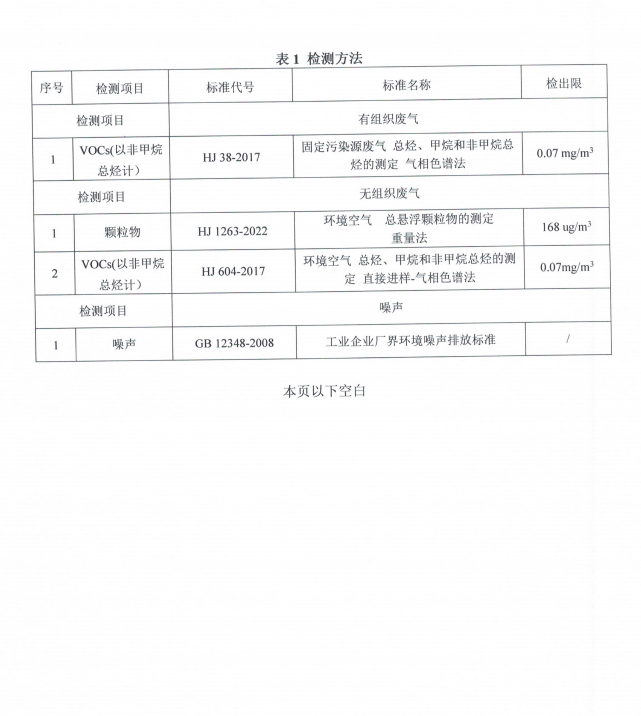 表 1 检测方法
序号 检测项目 标准代号 标准名称 检出限
检测项目 有组织废气
1 VOCs(以非甲烷总烃计） HJ 38-2017 固定污染源废气 总烃、甲烷和非甲烷总烃的测定 气相色谱法 0.07 mg/m³
检测项目 无组织废气
1 颗粒物 HJ 1263-2022 环境空气 总悬浮颗粒物的测定 重量法 168 ug/m³
2 VOCs(以非甲烷总烃计） HJ 604-2017 环境空气 总烃、甲烷和非甲烷总烃的测定 直接进样-气相色谱法 0.07mg/m³
检测项目 噪声
1 噪声 GB 12348-2008 工业企业厂界环境噪声排放标准 /
本页以下空白